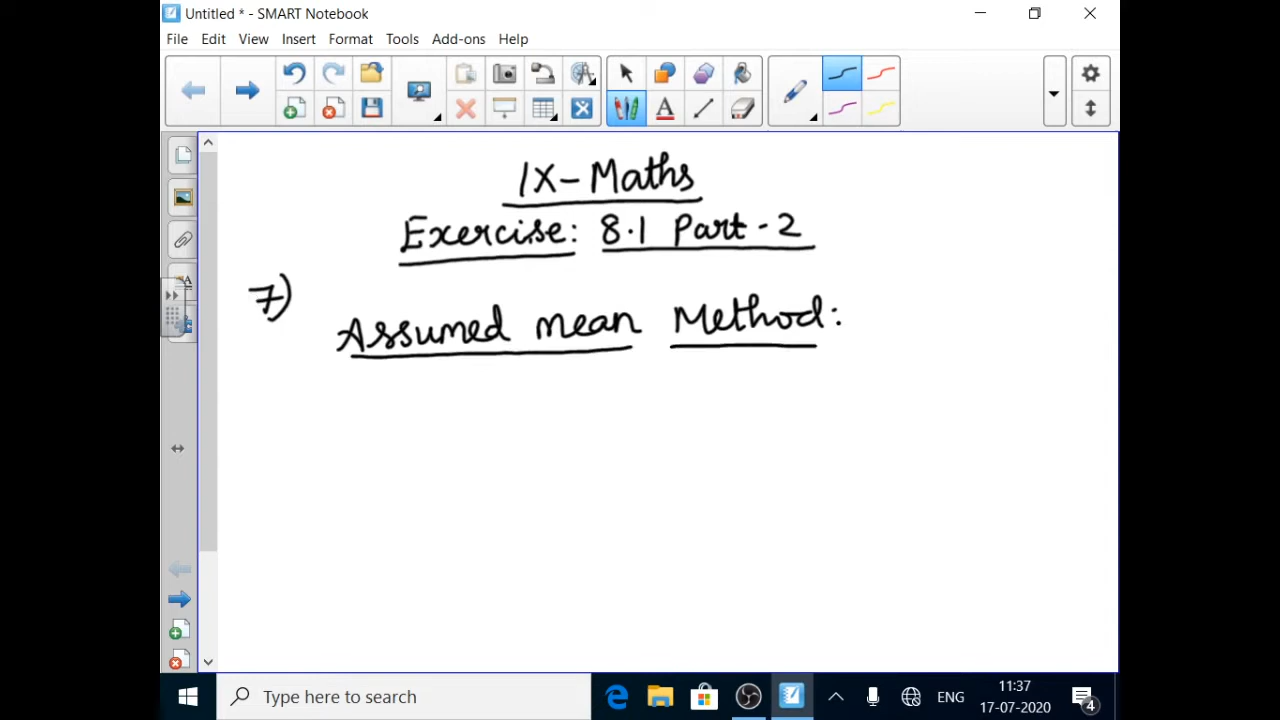 Untitled * - SMART Notebook
File Edit View Insert Format Tools Add-ons Help
IX - Maths
Exercise: 8.1 Part - 2
7)
Assumed mean Method:
Type here to search
ENG
11:37
17-07-2020
4